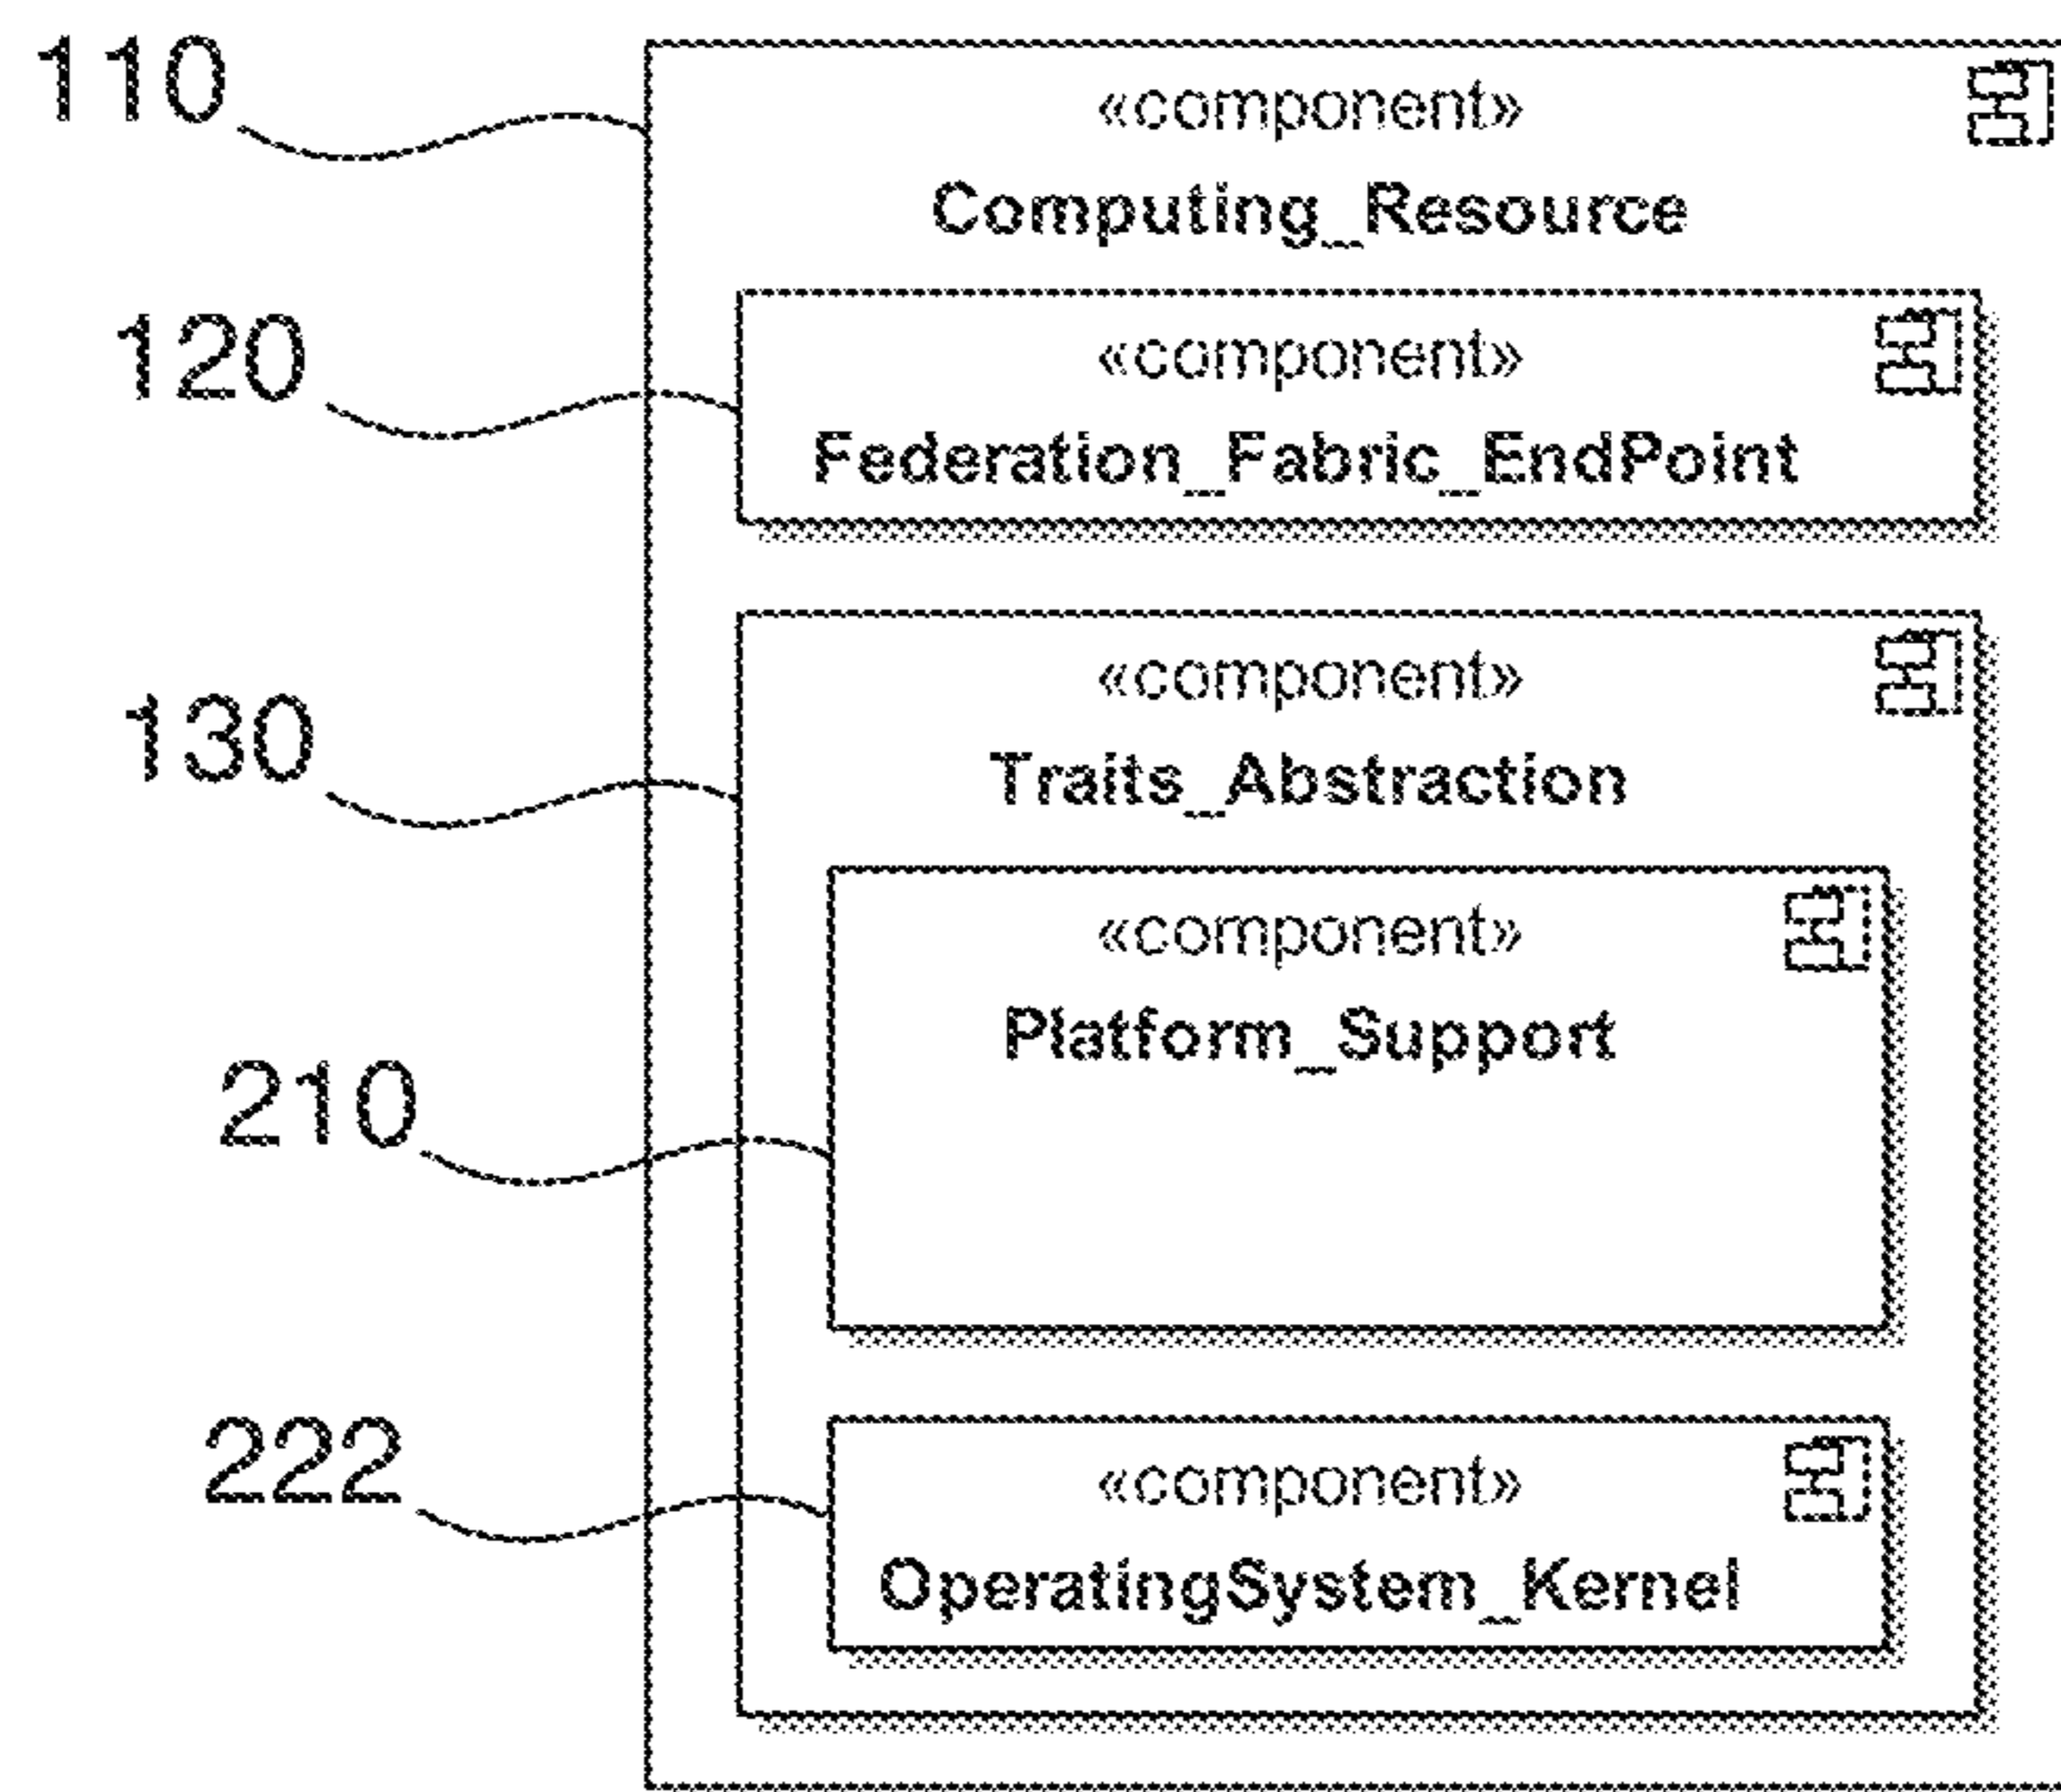 110
«component»
Computing_Resource
120
«component»
Federation_Fabric_EndPoint
130
«component»
Traits_Abstraction
«component»
Platform_Support
210
222
«component»
OperatingSystem_Kernel